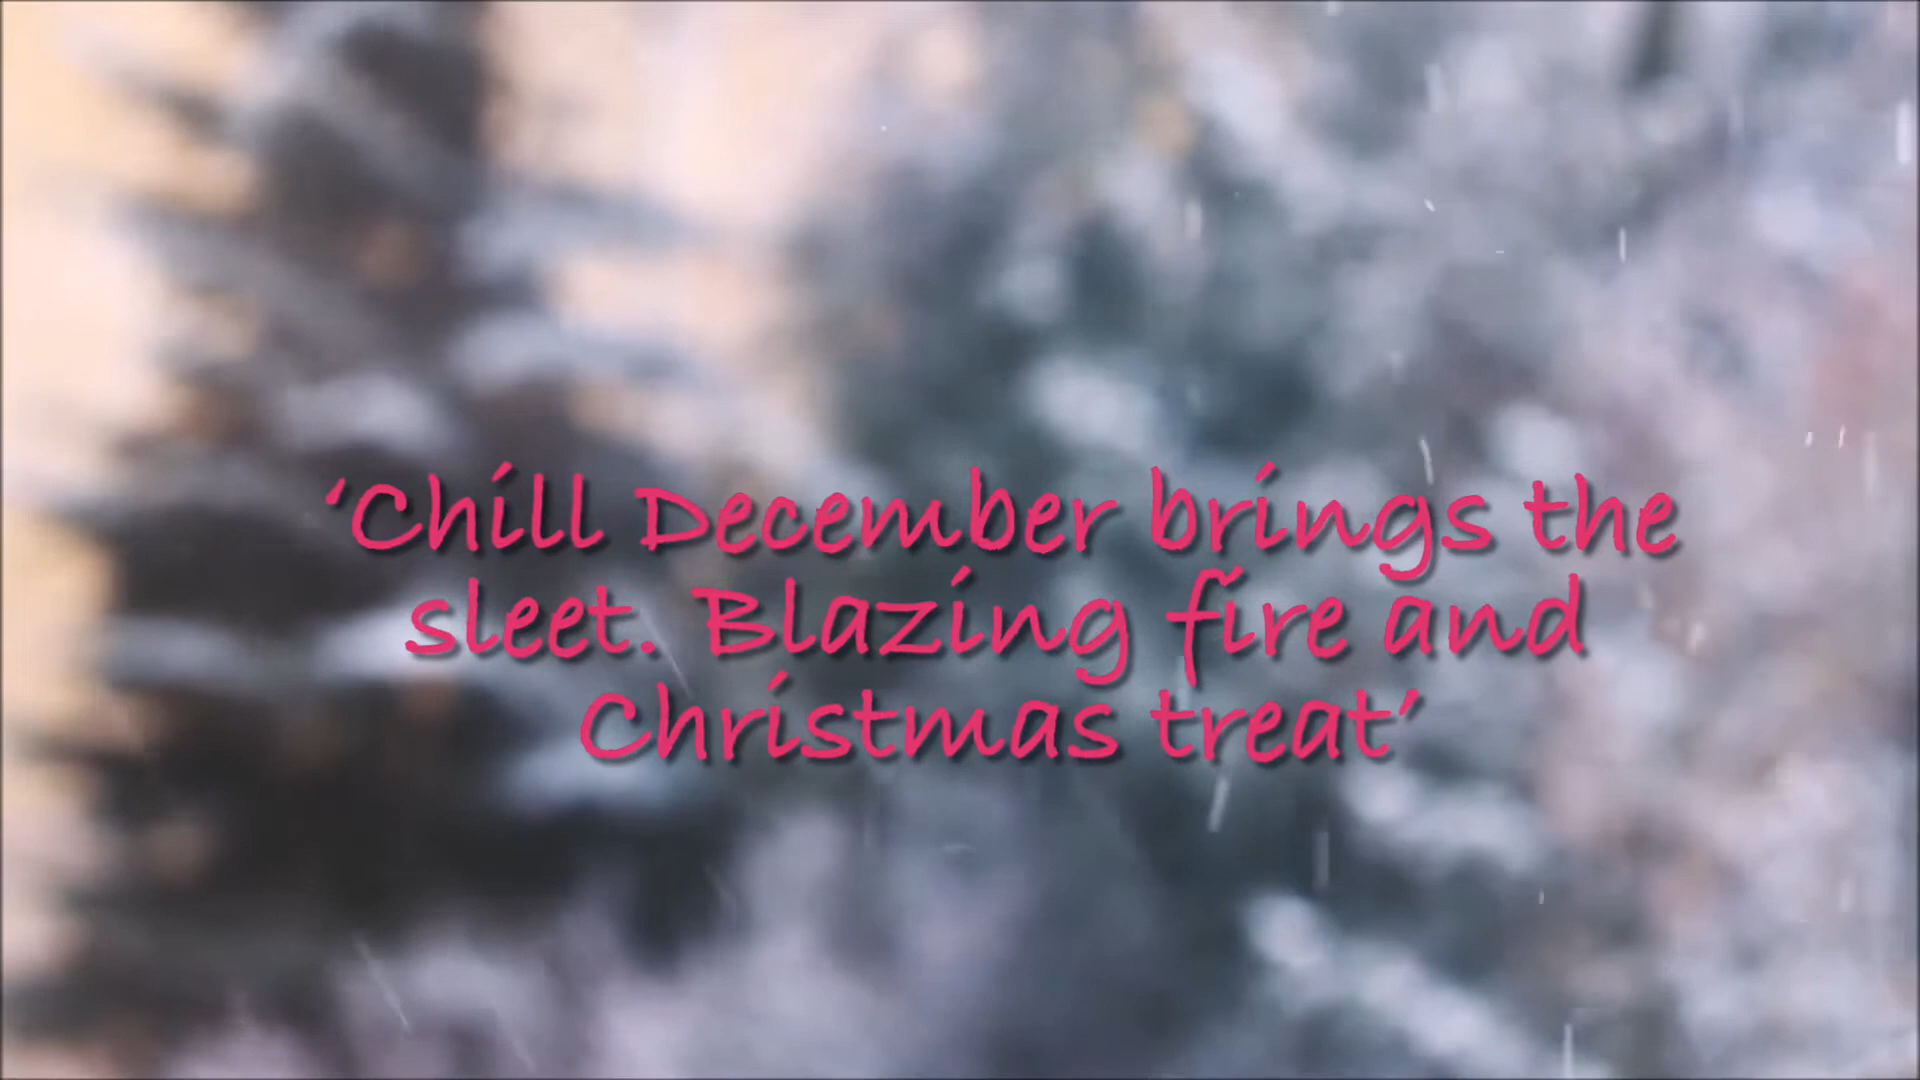 ‘Chill December brings the
sleet. Blazing fire and
Christmas treat’